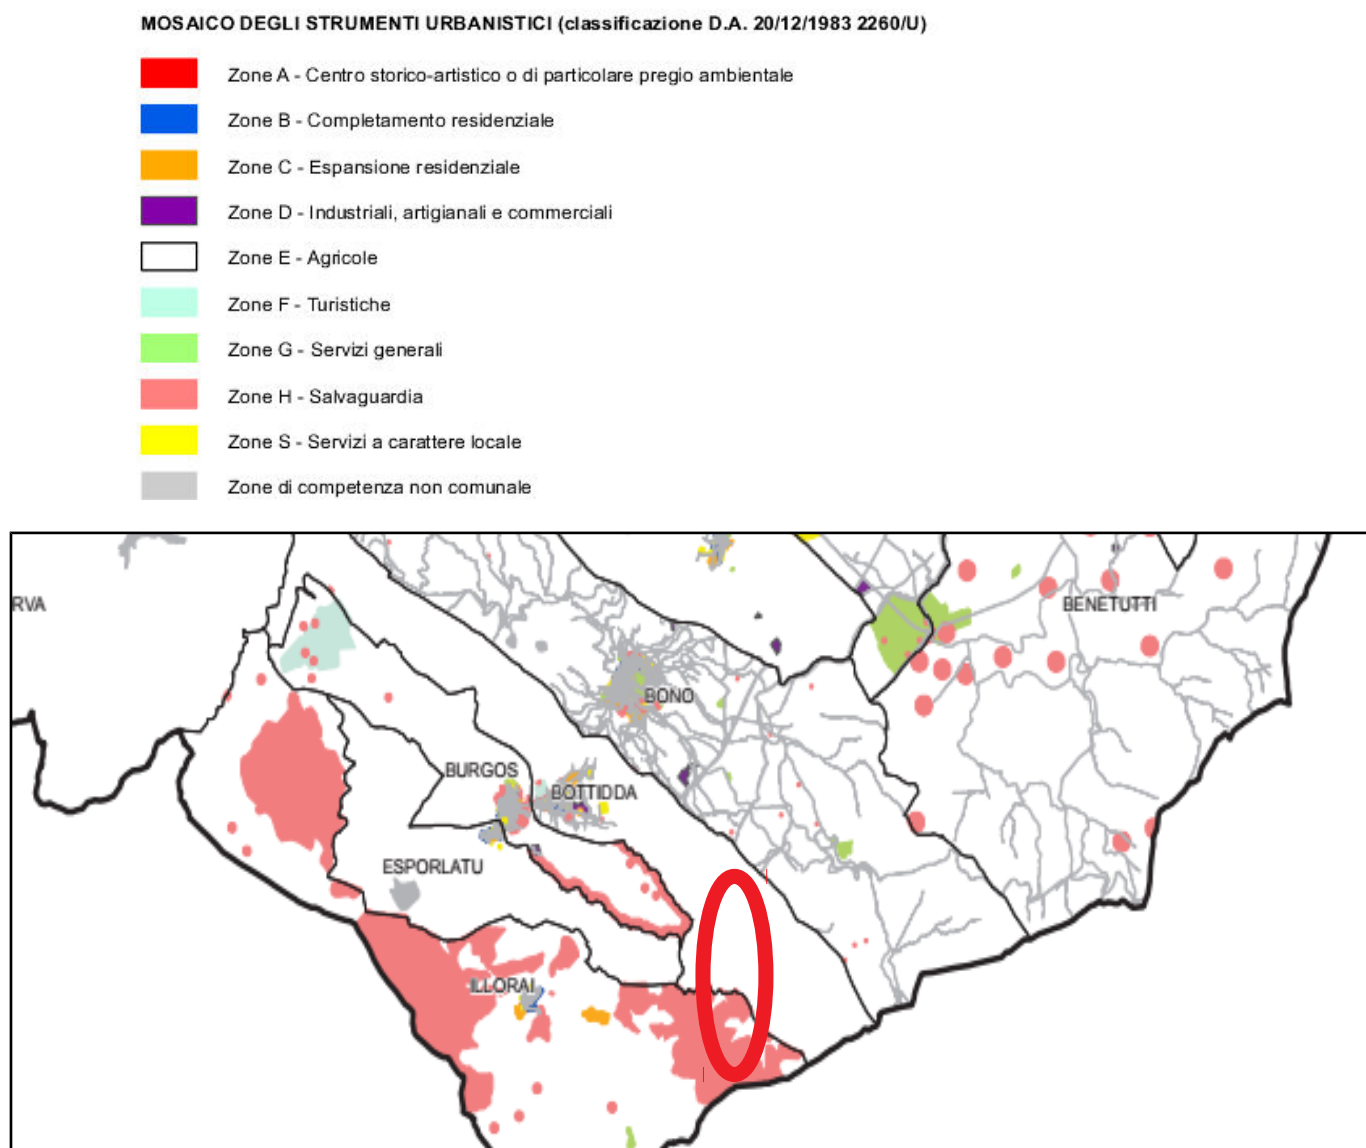 MOSAICO DEGLI STRUMENTI URBANISTICI (classificazione D.A. 20/12/1983 2260/U)
Zone A - Centro storico-artistico o di particolare pregio ambientale
Zone B - Completamento residenziale
Zone C - Espansione residenziale
Zone D - Industriali, artigianali e commerciali
Zone E - Agricole
Zone F - Turistiche
Zone G - Servizi generali
Zone H - Salvaguardia
Zone S - Servizi a carattere locale
Zone di competenza non comunale
RVA
BENETUTTI
BONO
BURGOS
BOTTIDDA
ESPORLATU
ILLORAI